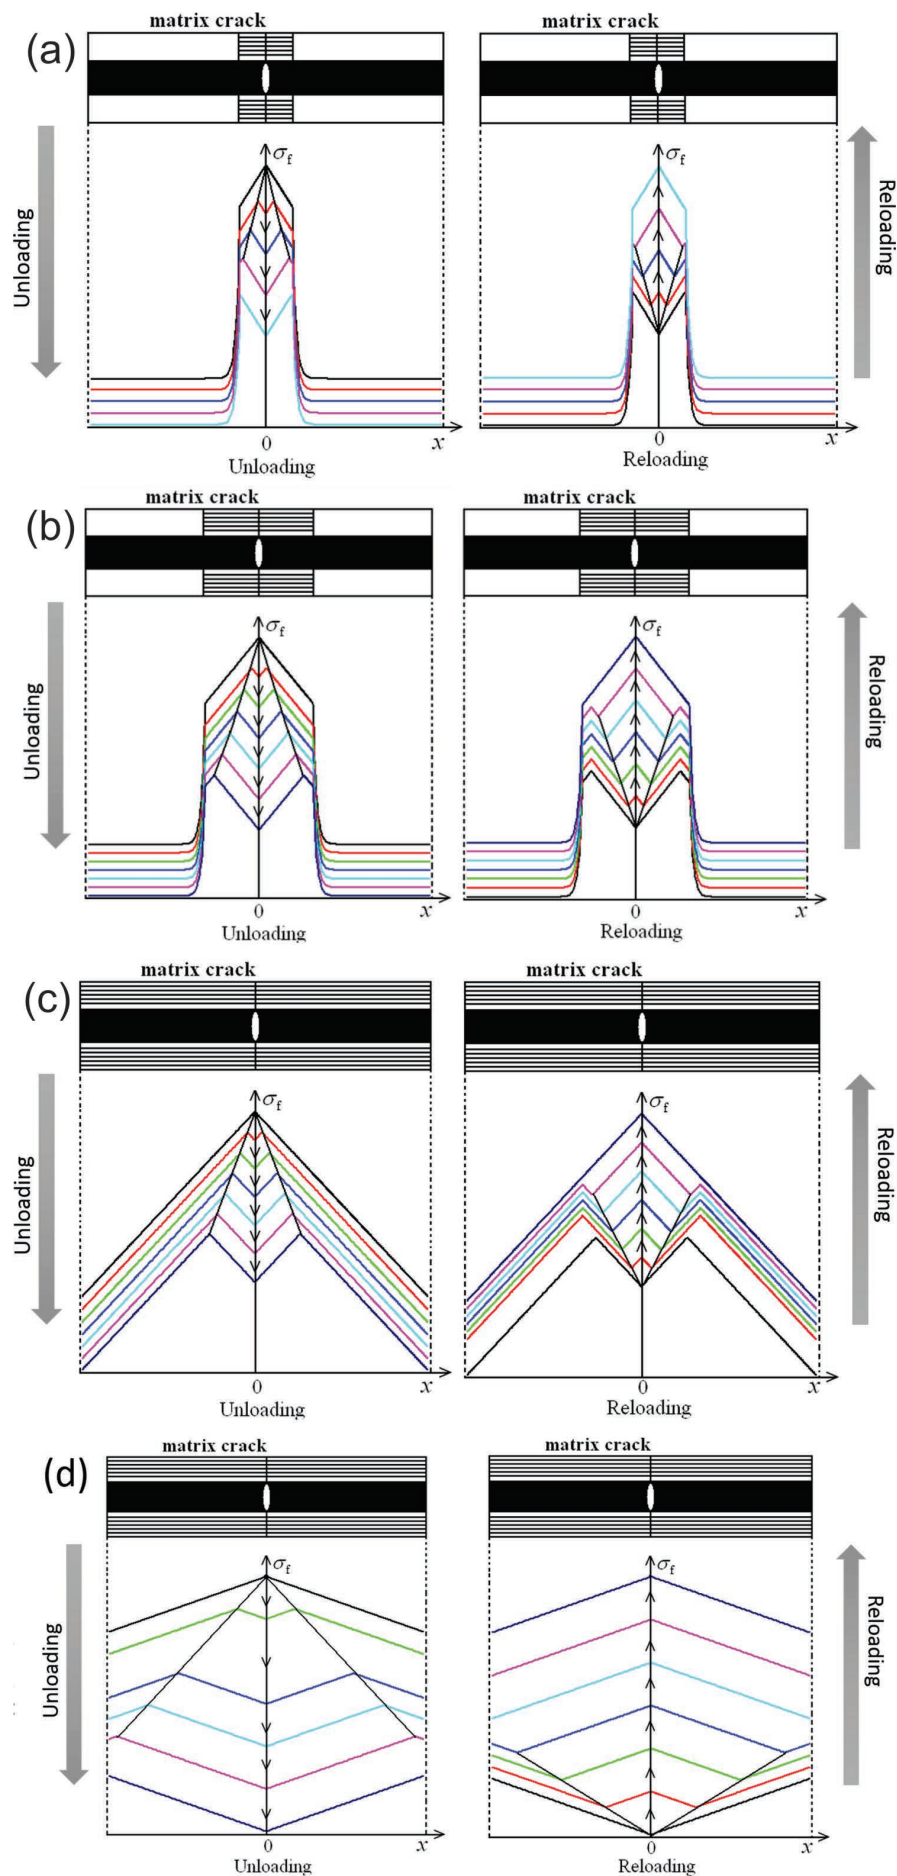 (a)
matrix crack
matrix crack
Unloading
σf
0
x
Unloading
σf
0
x
Reloading
Reloading
(b)
matrix crack
matrix crack
Unloading
σf
0
x
Unloading
σf
0
x
Reloading
Reloading
(c)
matrix crack
matrix crack
Unloading
σf
0
x
Unloading
σf
0
x
Reloading
Reloading
(d)
matrix crack
matrix crack
Unloading
σf
0
x
Unloading
σf
0
x
Reloading
Reloading